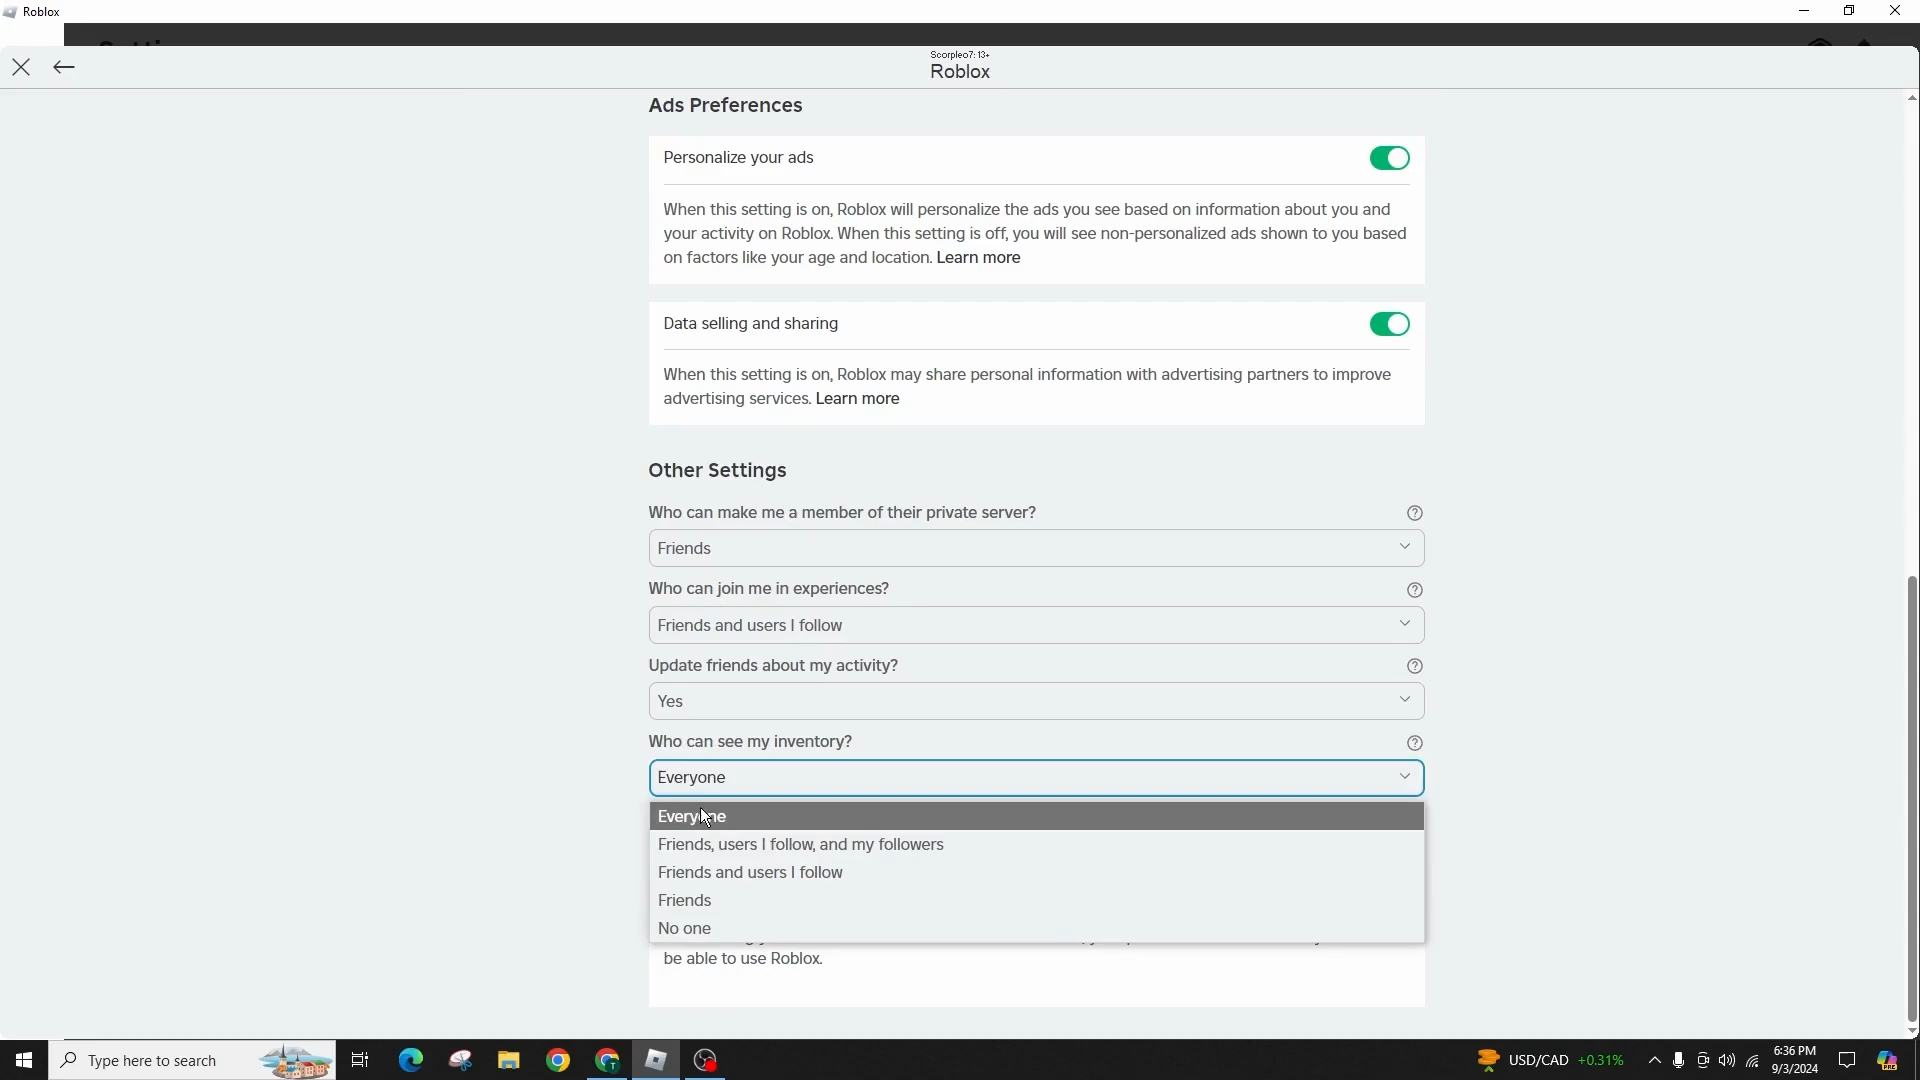 Roblox
Scorpleo7: 13+
Roblox
Ads Preferences
Personalize your ads
When this setting is on, Roblox will personalize the ads you see based on information about you and
your activity on Roblox. When this setting is off, you will see non-personalized ads shown to you based
on factors like your age and location. Learn more
Data selling and sharing
When this setting is on, Roblox may share personal information with advertising partners to improve
advertising services. Learn more
Other Settings
Who can make me a member of their private server?
Friends
Who can join me in experiences?
Friends and users I follow
Update friends about my activity?
Yes
Who can see my inventory?
Everyone
Everyone
Friends, users I follow, and my followers
Friends and users I follow
Friends
No one
be able to use Roblox.
Type here to search
USD/CAD +0.31%
6:36 PM
9/3/2024
PRE